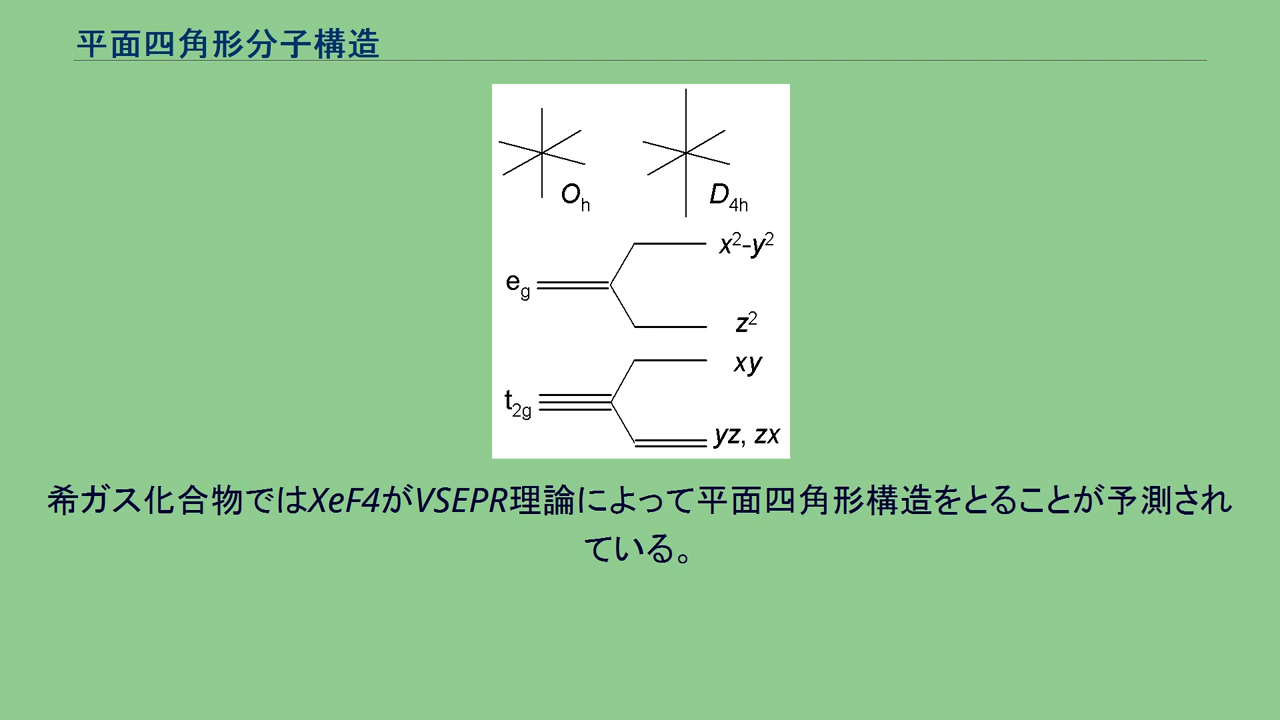 平面四角形分子構造
Oh D4h
x2-y2
eg
z2
xy
t2g
yz, zx
希ガス化合物ではXeF4がVSEPR理論によって平面四角形構造をとることが予測され
ている。